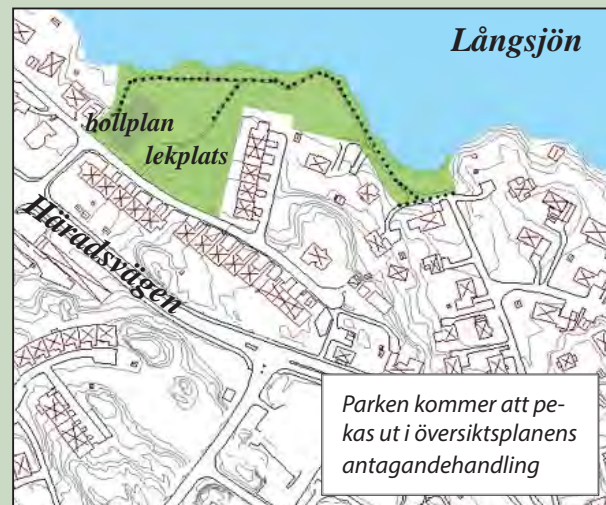 Långsjön
bollplan
lekplats
Häradsvägen
Parken kommer att pe-
kas ut i översiktsplanens
antagandehandling